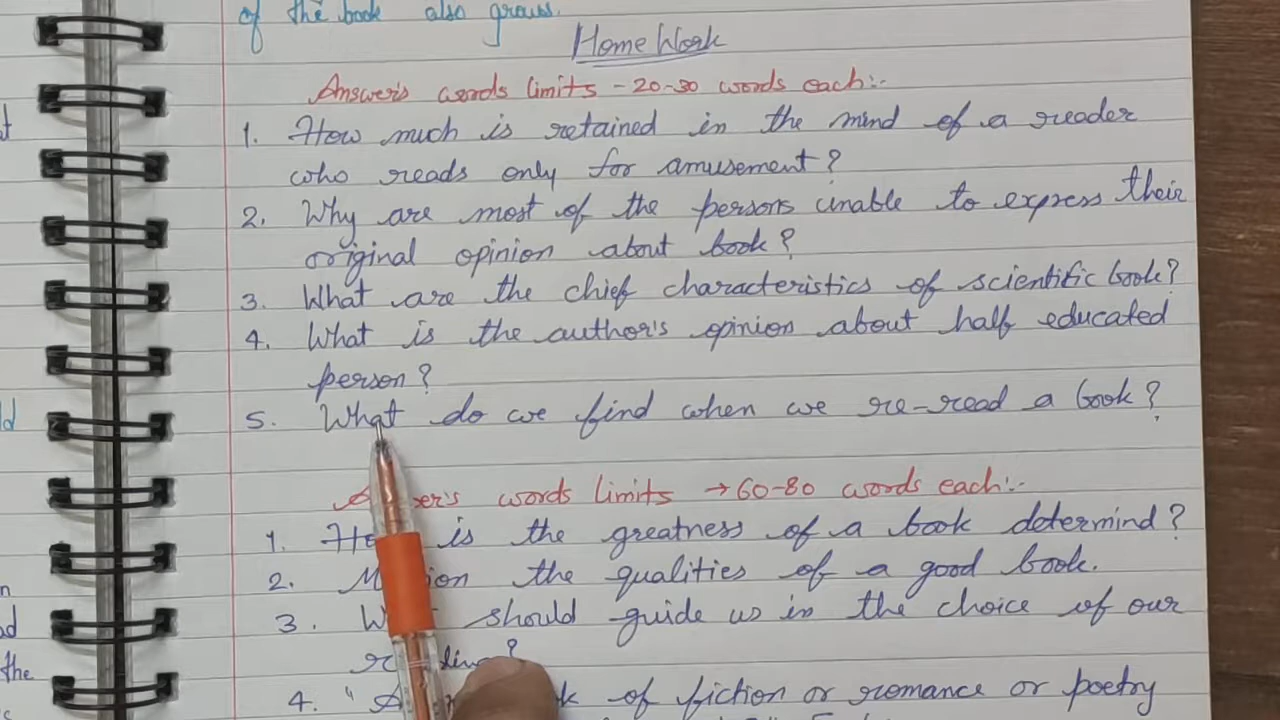 of the book also grows.
Home Work
Answer's words limits - 20-30 words each:-
1. How much is retained in the mind of a reader
who reads only for amusement?
2. Why are most of the persons unable to express their
original opinion about book?
3. What are the chief characteristics of scientific book?
4. What is the author's opinion about half educated
person?
5. What do we find when we re-read a book?
words limits → 60-80 words each:-
1. is the greatness of a book determind?
2. the qualities of a good book.
3. should guide us in the choice of our
4. " of fiction or romance or poetry
the